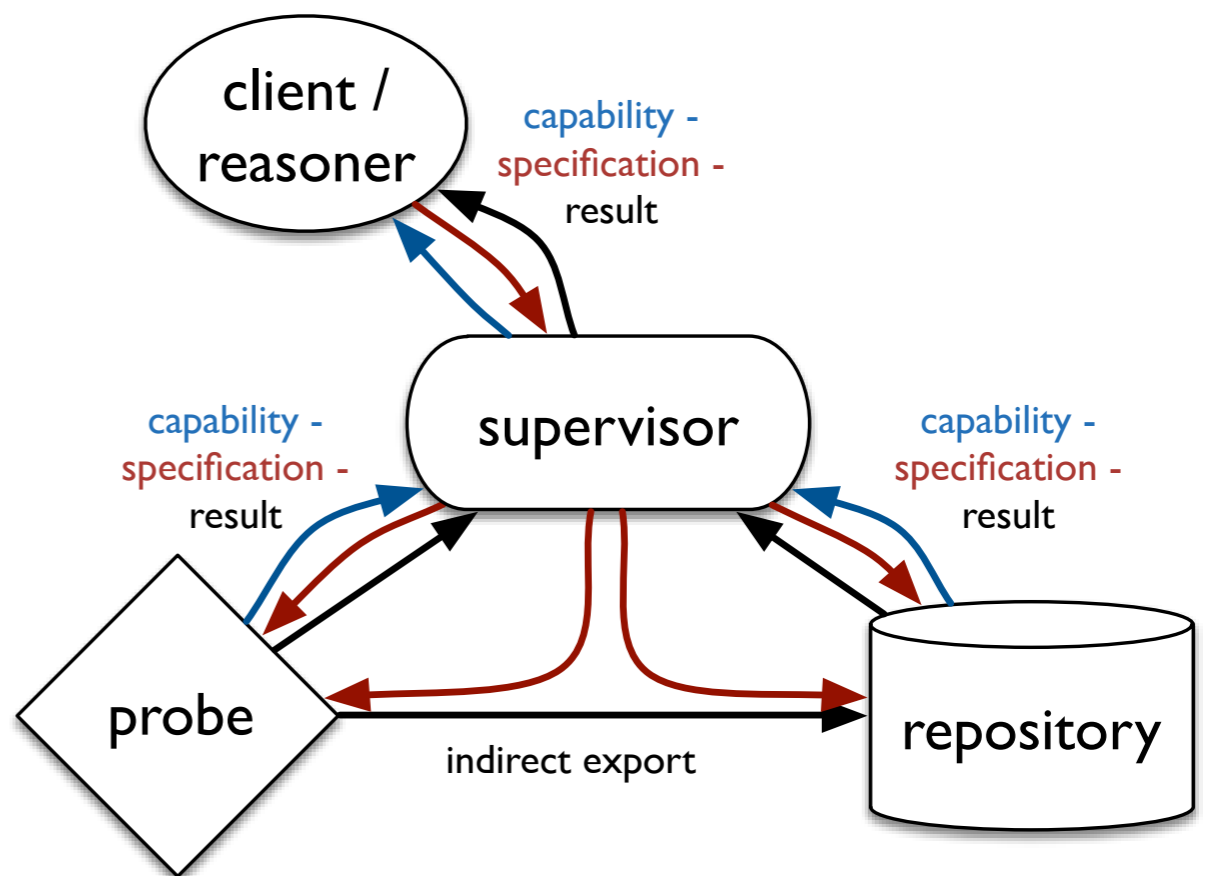 client /
reasoner
capability -
specification -
result
supervisor
capability -
specification -
result
capability -
specification -
result
probe
repository
indirect export